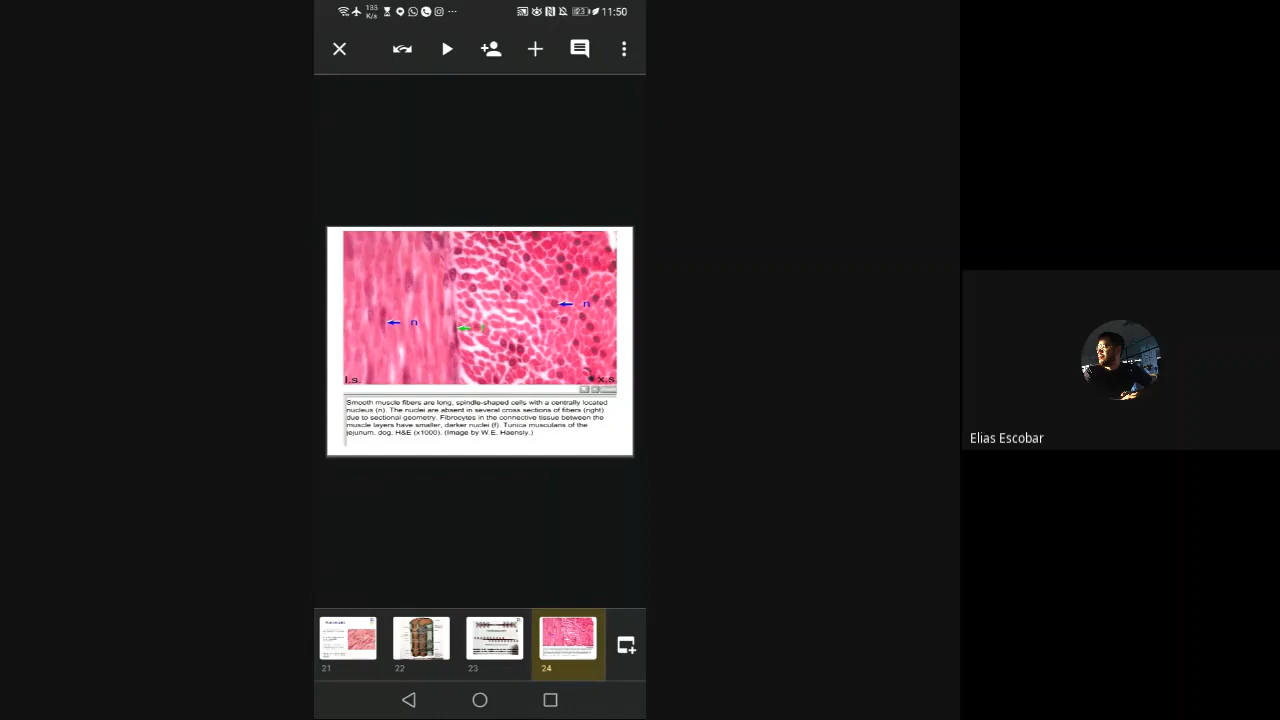 133
K/s
23
11:50
n
n
f
l.s.
x.s.
Smooth muscle fibers are long, spindle-shaped cells with a centrally located
nucleus (n). The nuclei are absent in several cross sections of fibers (right)
due to sectional geometry. Fibrocytes in the connective tissue between the
muscle layers have smaller, darker nuclei (f). Tunica muscularis of the
jejunum, dog, H&E (x1000). (Image by W.E. Haensly.)
Elias Escobar
21
22
23
24